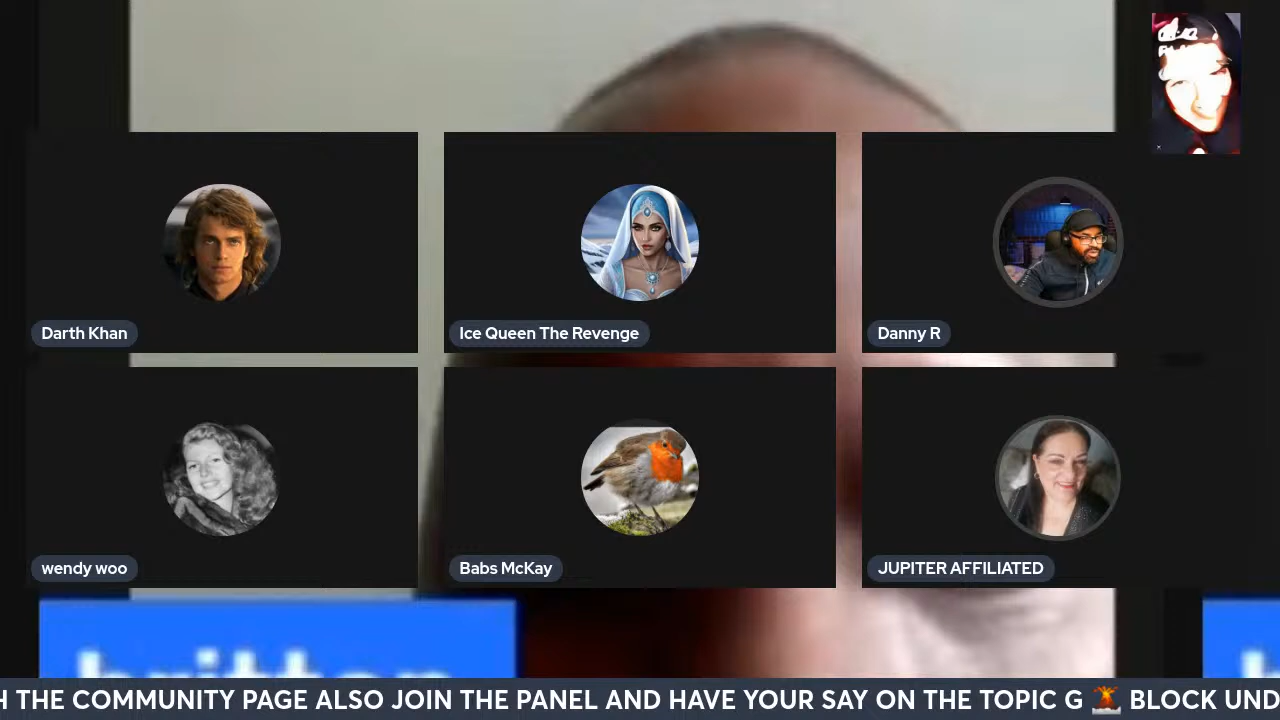 Darth Khan
Ice Queen The Revenge
Danny R
wendy woo
Babs McKay
JUPITER AFFILIATED
H THE COMMUNITY PAGE ALSO JOIN THE PANEL AND HAVE YOUR SAY ON THE TOPIC G BLOCK UND